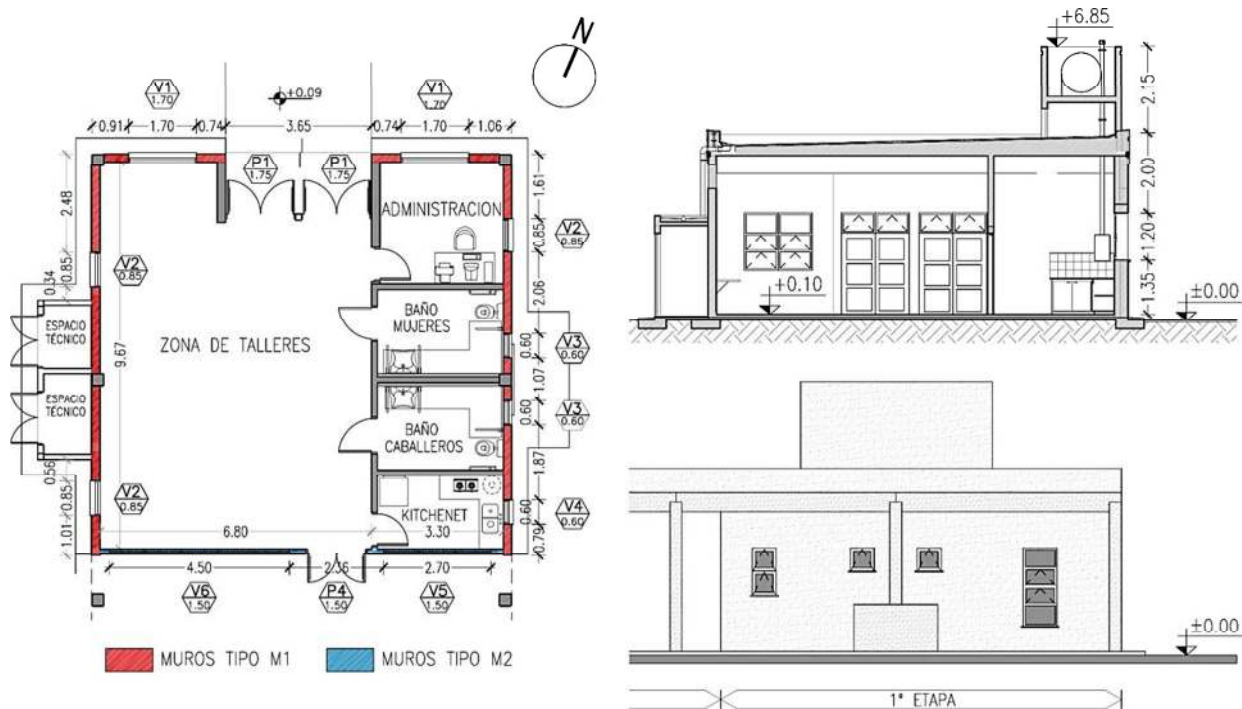 N
V1
1.70
+0.09
V1
1.70
0.91
1.70
0.74
3.65
0.74
1.70
1.06
P1
1.75
P1
1.75
2.48
0.85
0.34
V2
0.85
ADMINISTRACION
1.61
0.85
V2
0.85
2.06
BAÑO
MUJERES
0.60
V3
0.60
1.07
ESPACIO
TÉCNICO
ZONA DE TALLERES
9.67
ESPACIO
TÉCNICO
BAÑO
CABALLEROS
0.60
V3
0.60
1.87
0.56
0.85
1.01
V2
0.85
KITCHENET
0.60
V4
0.60
0.79
6.80
3.30
4.50
2.36
2.70
V6
1.50
P4
1.50
V5
1.50
MUROS TIPO M1
MUROS TIPO M2
+6.85
2.15
2.00
1.20
1.35
+0.10
±0.00
±0.00
1ª ETAPA